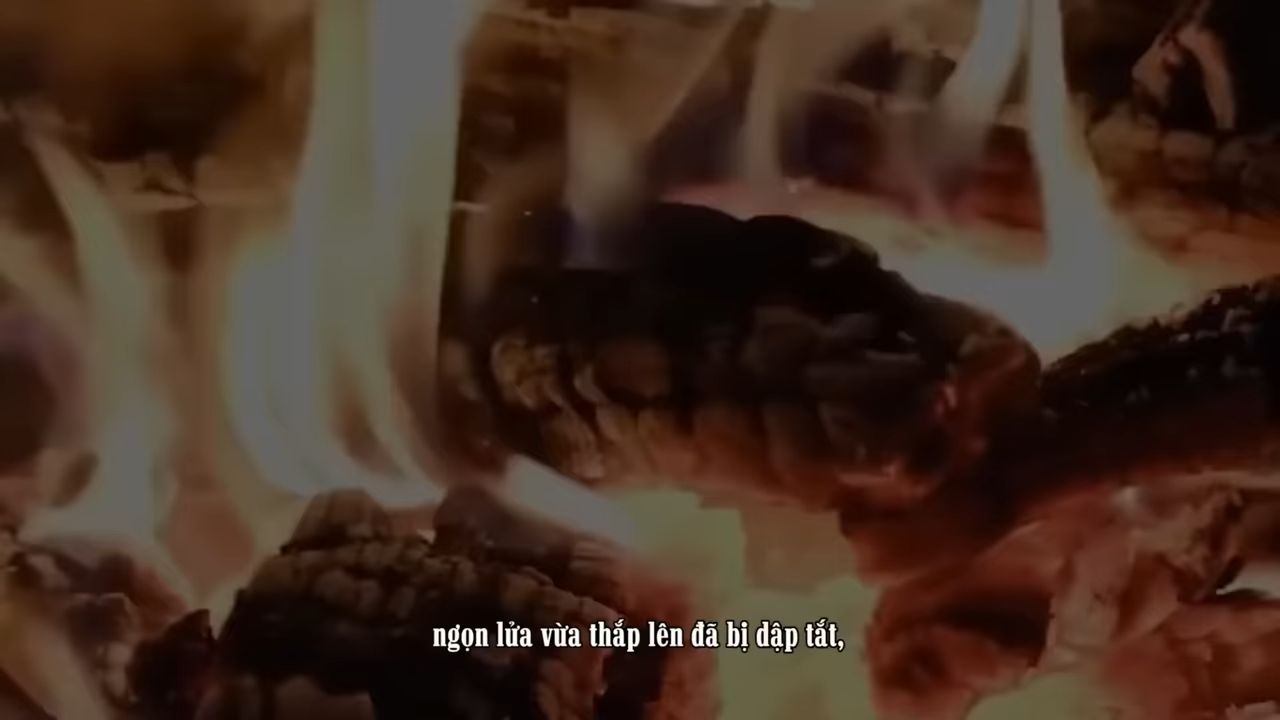 ngọn lửa vừa thắp lên đã bị dập tắt,